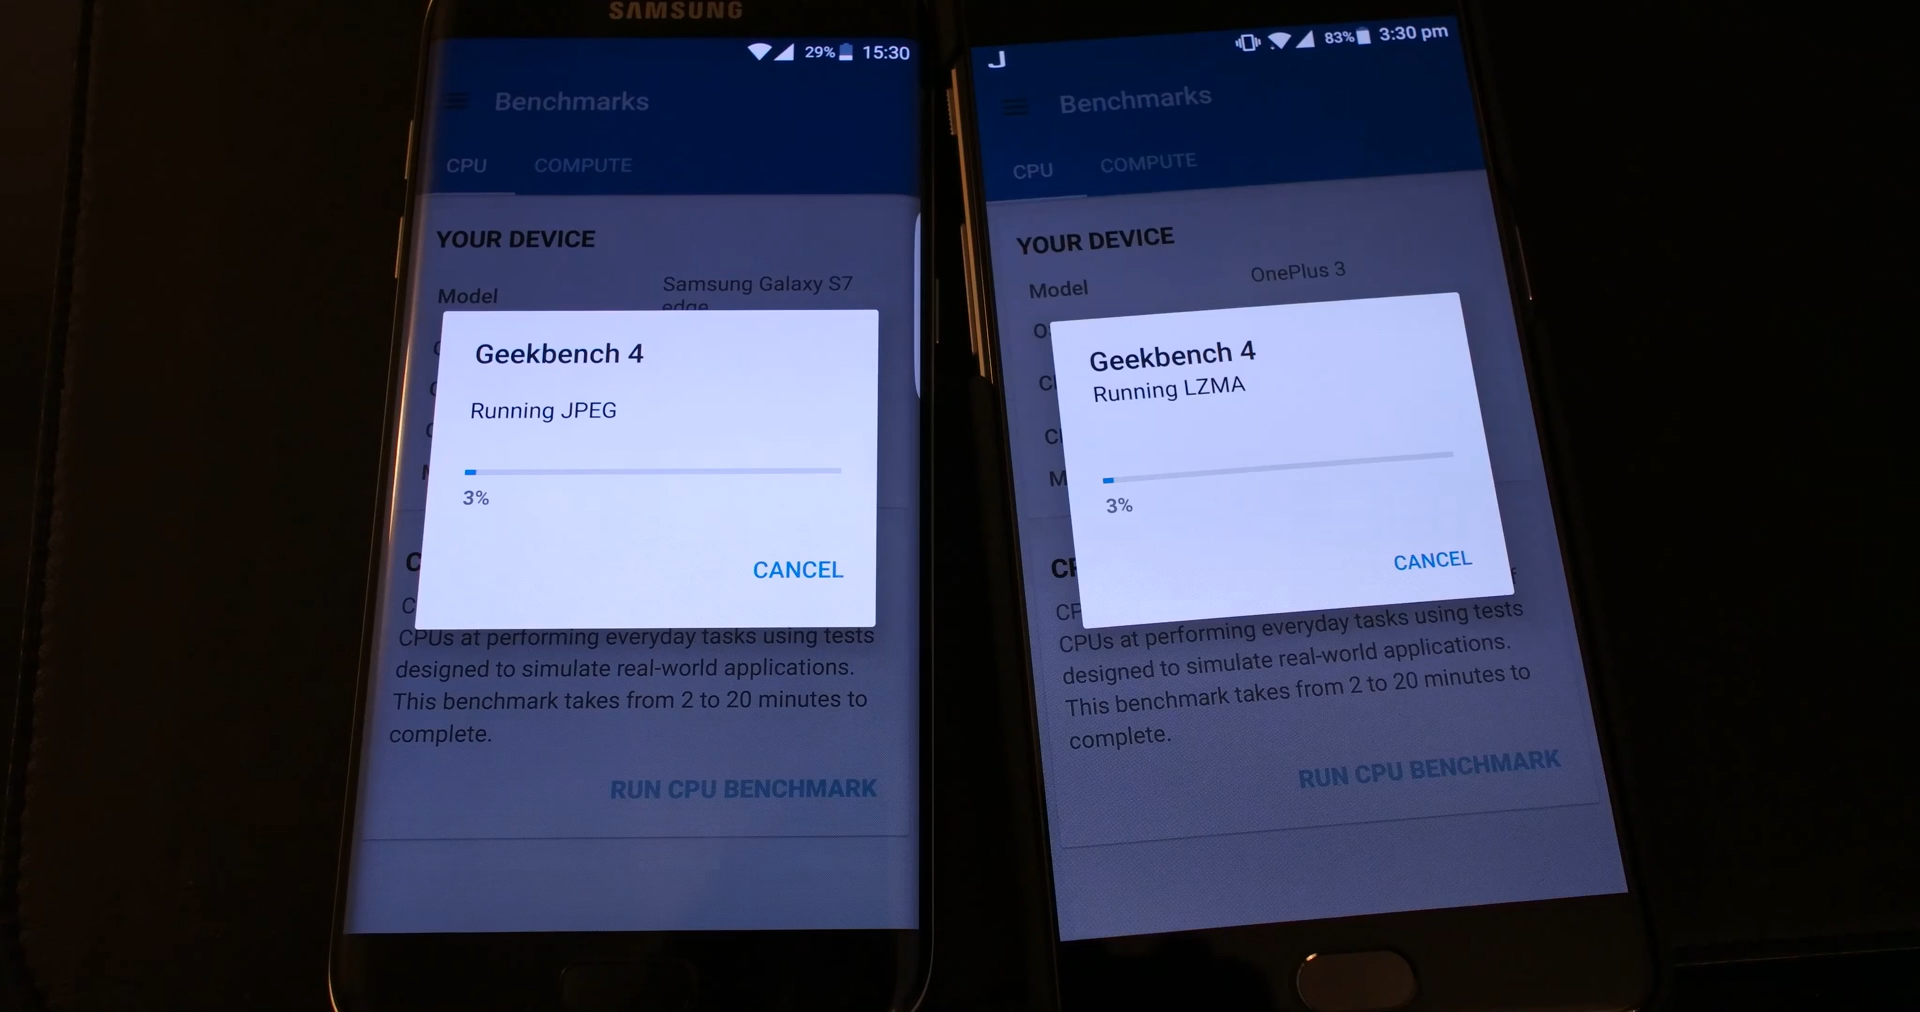 SAMSUNG
29% 15:30
Benchmarks
CPU COMPUTE
YOUR DEVICE
Model Samsung Galaxy S7
edge
Geekbench 4
Running JPEG
3%
CANCEL
CPUs at performing everyday tasks using tests
designed to simulate real-world applications.
This benchmark takes from 2 to 20 minutes to
complete.
RUN CPU BENCHMARK
83% 3:30 pm
Benchmarks
CPU COMPUTE
YOUR DEVICE
Model OnePlus 3
Geekbench 4
Running LZMA
3%
CANCEL
CPUs at performing everyday tasks using tests
designed to simulate real-world applications.
This benchmark takes from 2 to 20 minutes to
complete.
RUN CPU BENCHMARK